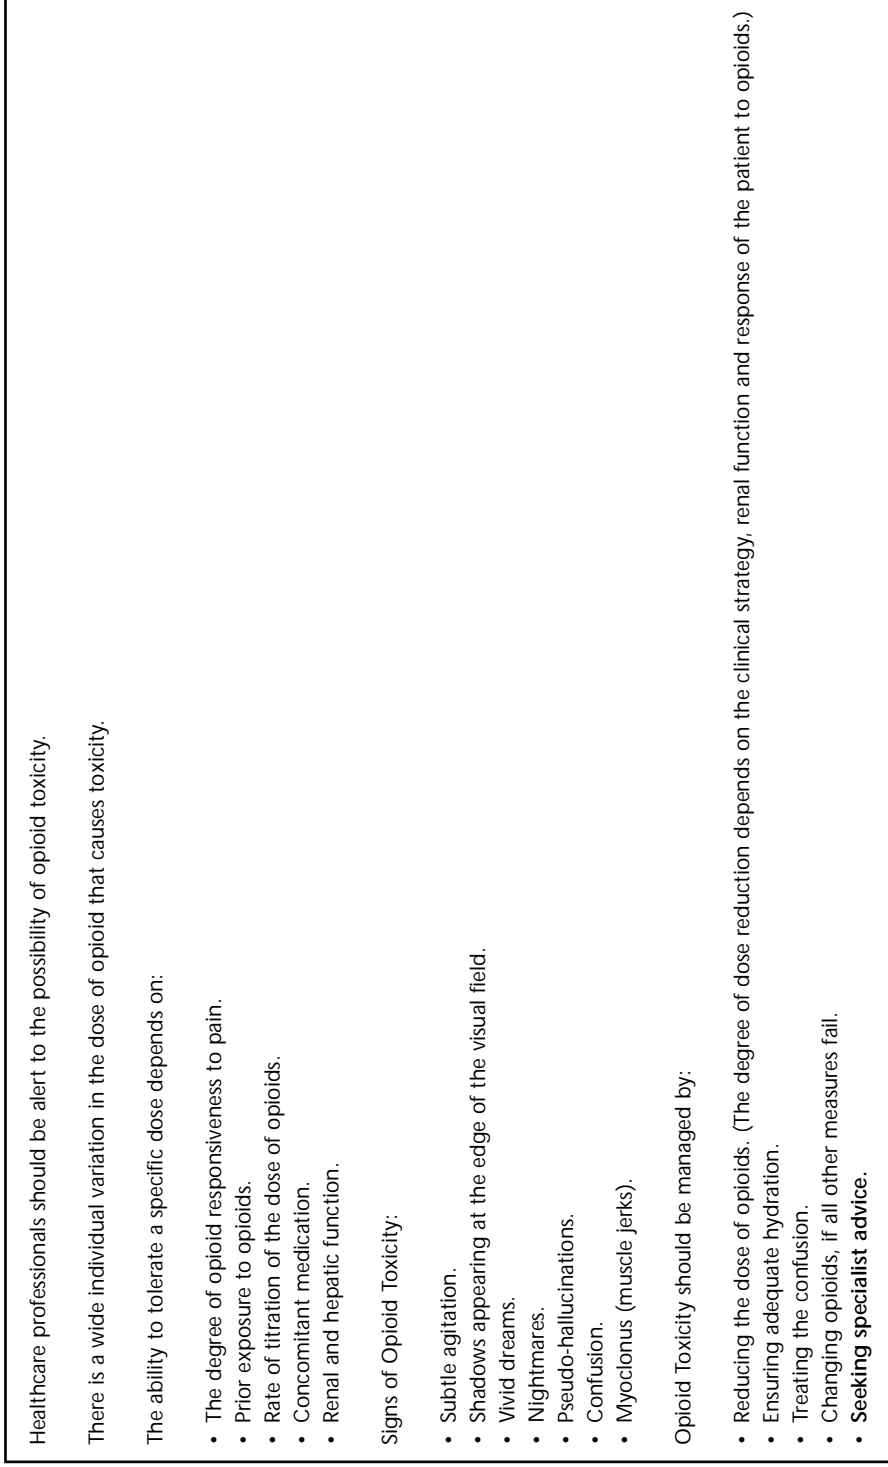 Healthcare professionals should be alert to the possibility of opioid toxicity.
There is a wide individual variation in the dose of opioid that causes toxicity.
The ability to tolerate a specific dose depends on:
• The degree of opioid responsiveness to pain.
• Prior exposure to opioids.
• Rate of titration of the dose of opioids.
• Concomitant medication.
• Renal and hepatic function.
Signs of Opioid Toxicity:
• Subtle agitation.
• Shadows appearing at the edge of the visual field.
• Vivid dreams.
• Nightmares.
• Pseudo-hallucinations.
• Confusion.
• Myoclonus (muscle jerks).
Opioid Toxicity should be managed by:
• Reducing the dose of opioids. (The degree of dose reduction depends on the clinical strategy, renal function and response of the patient to opioids.)
• Ensuring adequate hydration.
• Treating the confusion.
• Changing opioids, if all other measures fail.
• Seeking specialist advice.